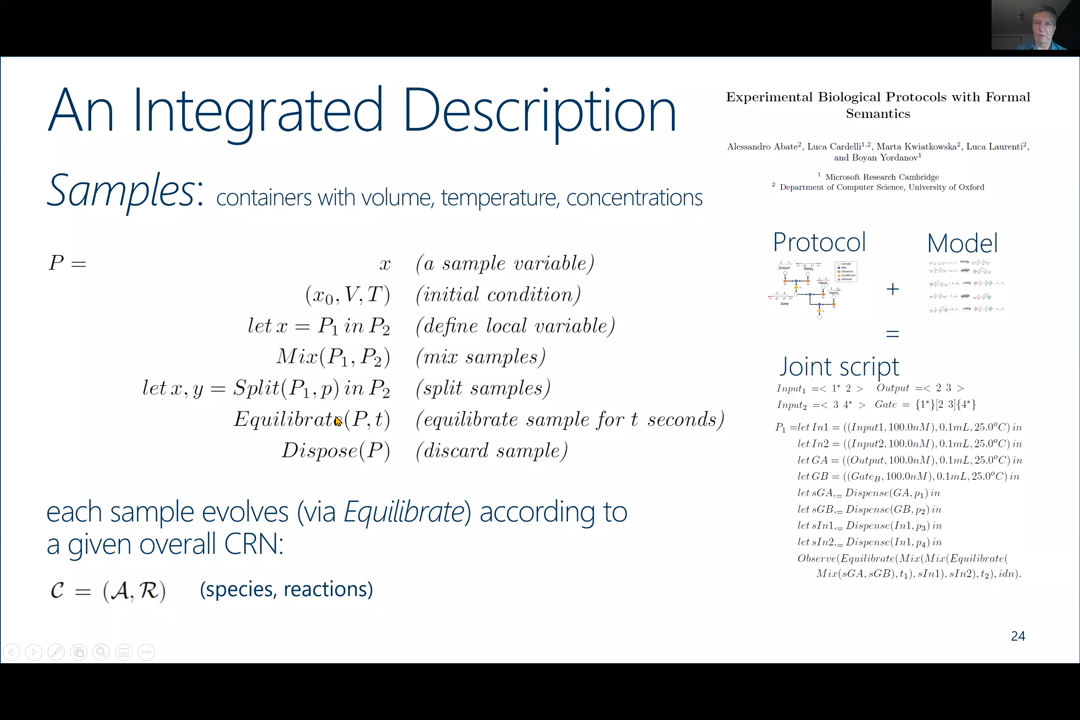 An Integrated Description
Samples: containers with volume, temperature, concentrations
P = x (a sample variable)
(x₀, V, T) (initial condition)
let x = P₁ in P₂ (define local variable)
Mix(P₁, P₂) (mix samples)
let x, y = Split(P₁, p) in P₂ (split samples)
Equilibrate(P, t) (equilibrate sample for t seconds)
Dispose(P) (discard sample)
each sample evolves (via Equilibrate) according to
a given overall CRN:
𝒞 = (𝒜, ℛ) (species, reactions)
Experimental Biological Protocols with Formal
Semantics
Alessandro Abate², Luca Cardelli¹·², Marta Kwiatkowska², Luca Laurenti²,
and Boyan Yordanov¹
¹ Microsoft Research Cambridge
² Department of Computer Science, University of Oxford
Protocol Model
+
=
Joint script
Input₁ =< 1* 2 > Output =< 2 3 >
Input₂ =< 3 4* > Gate = {1*}[2 3]{4*}
P₁ =let In1 = ((Input1, 100.0nM), 0.1mL, 25.0°C) in
let In2 = ((Input2, 100.0nM), 0.1mL, 25.0°C) in
let GA = ((Output, 100.0nM), 0.1mL, 25.0°C) in
let GB = ((Gate_B, 100.0nM), 0.1mL, 25.0°C) in
let sGA,_ = Dispense(GA, p₁) in
let sGB,_ = Dispense(GB, p₂) in
let sIn1,_ = Dispense(In1, p₃) in
let sIn2,_ = Dispense(In1, p₄) in
Observe(Equilibrate(Mix(Mix(Equilibrate(
Mix(sGA, sGB), t₁), sIn1), sIn2), t₂), idn).
24